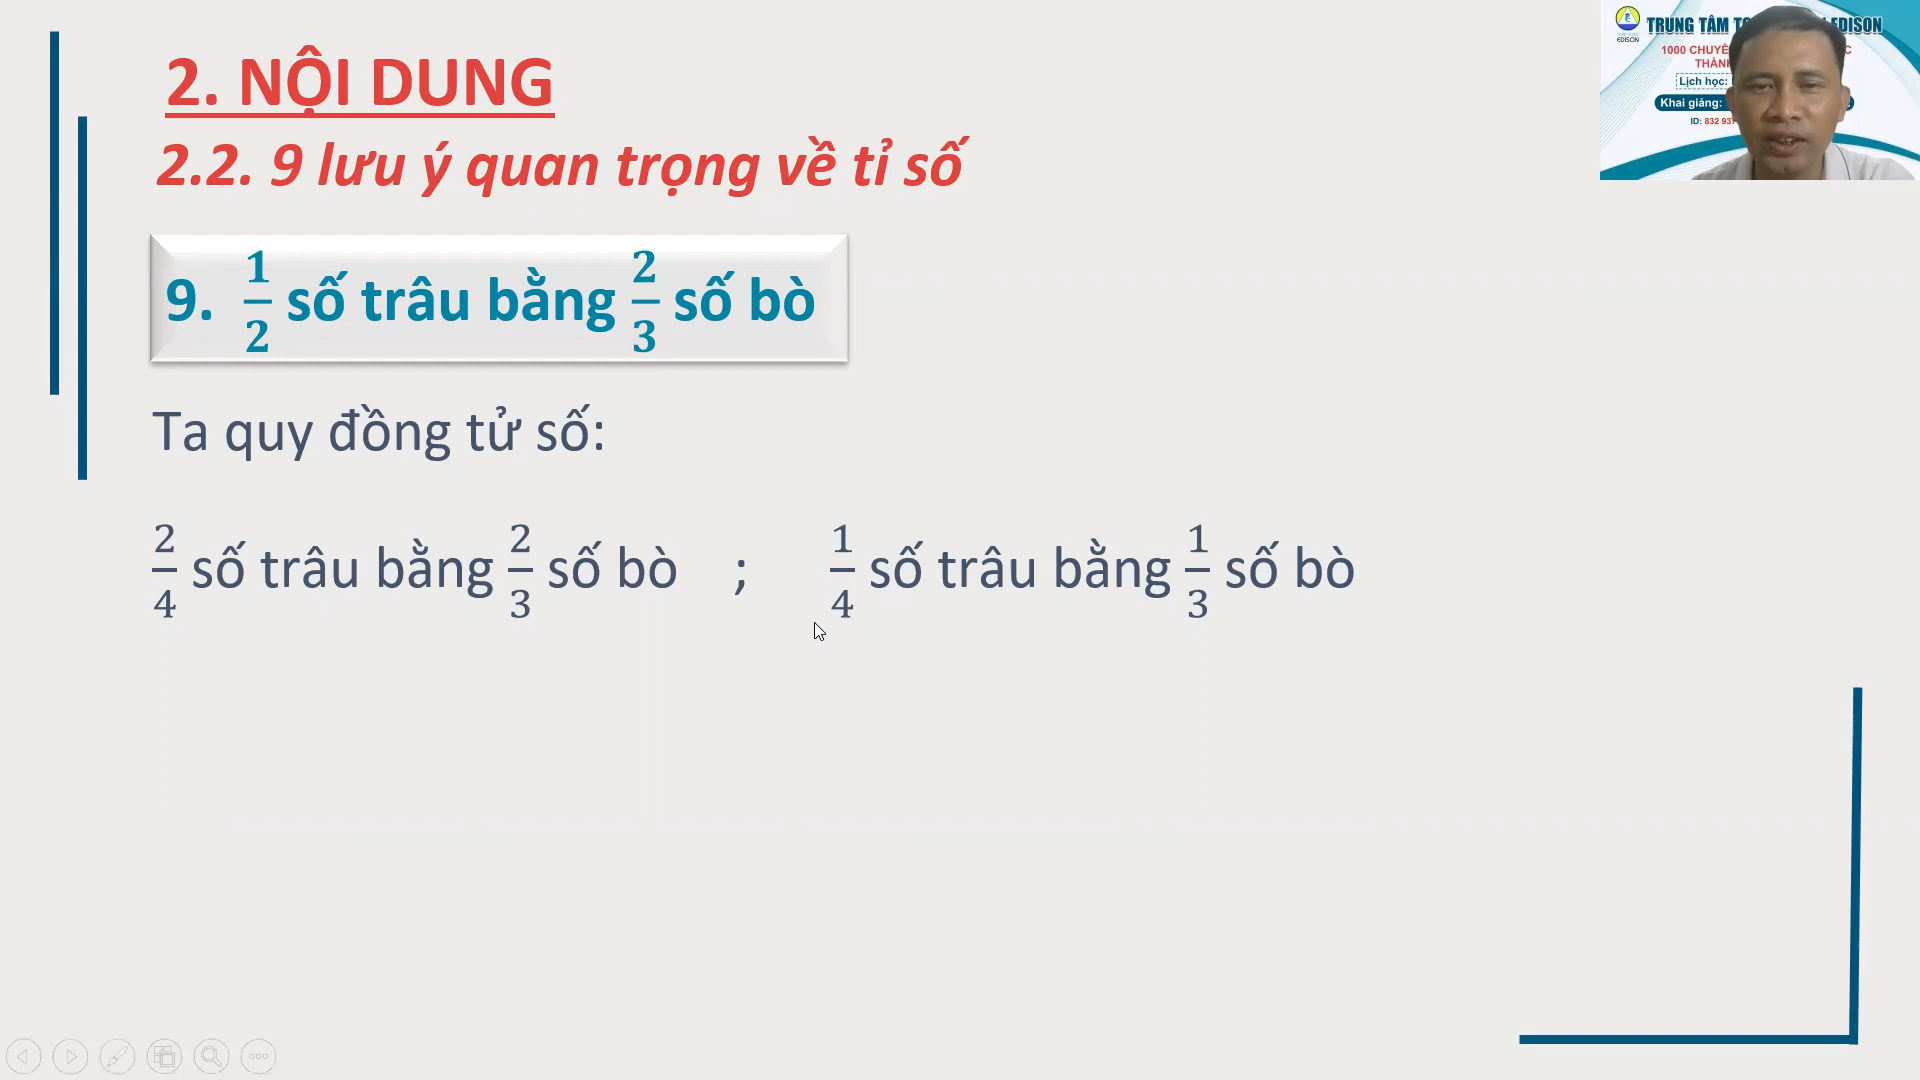 2. NỘI DUNG
2.2. 9 lưu ý quan trọng về tỉ số
9. 1/2 số trâu bằng 2/3 số bò
Ta quy đồng tử số:
2/4 số trâu bằng 2/3 số bò ; 1/4 số trâu bằng 1/3 số bò
EDISON
TRUNG TÂM EDISON
1000 CHUYÊ
THÀN
Lịch học:
Khai giảng:
ID: 832 937